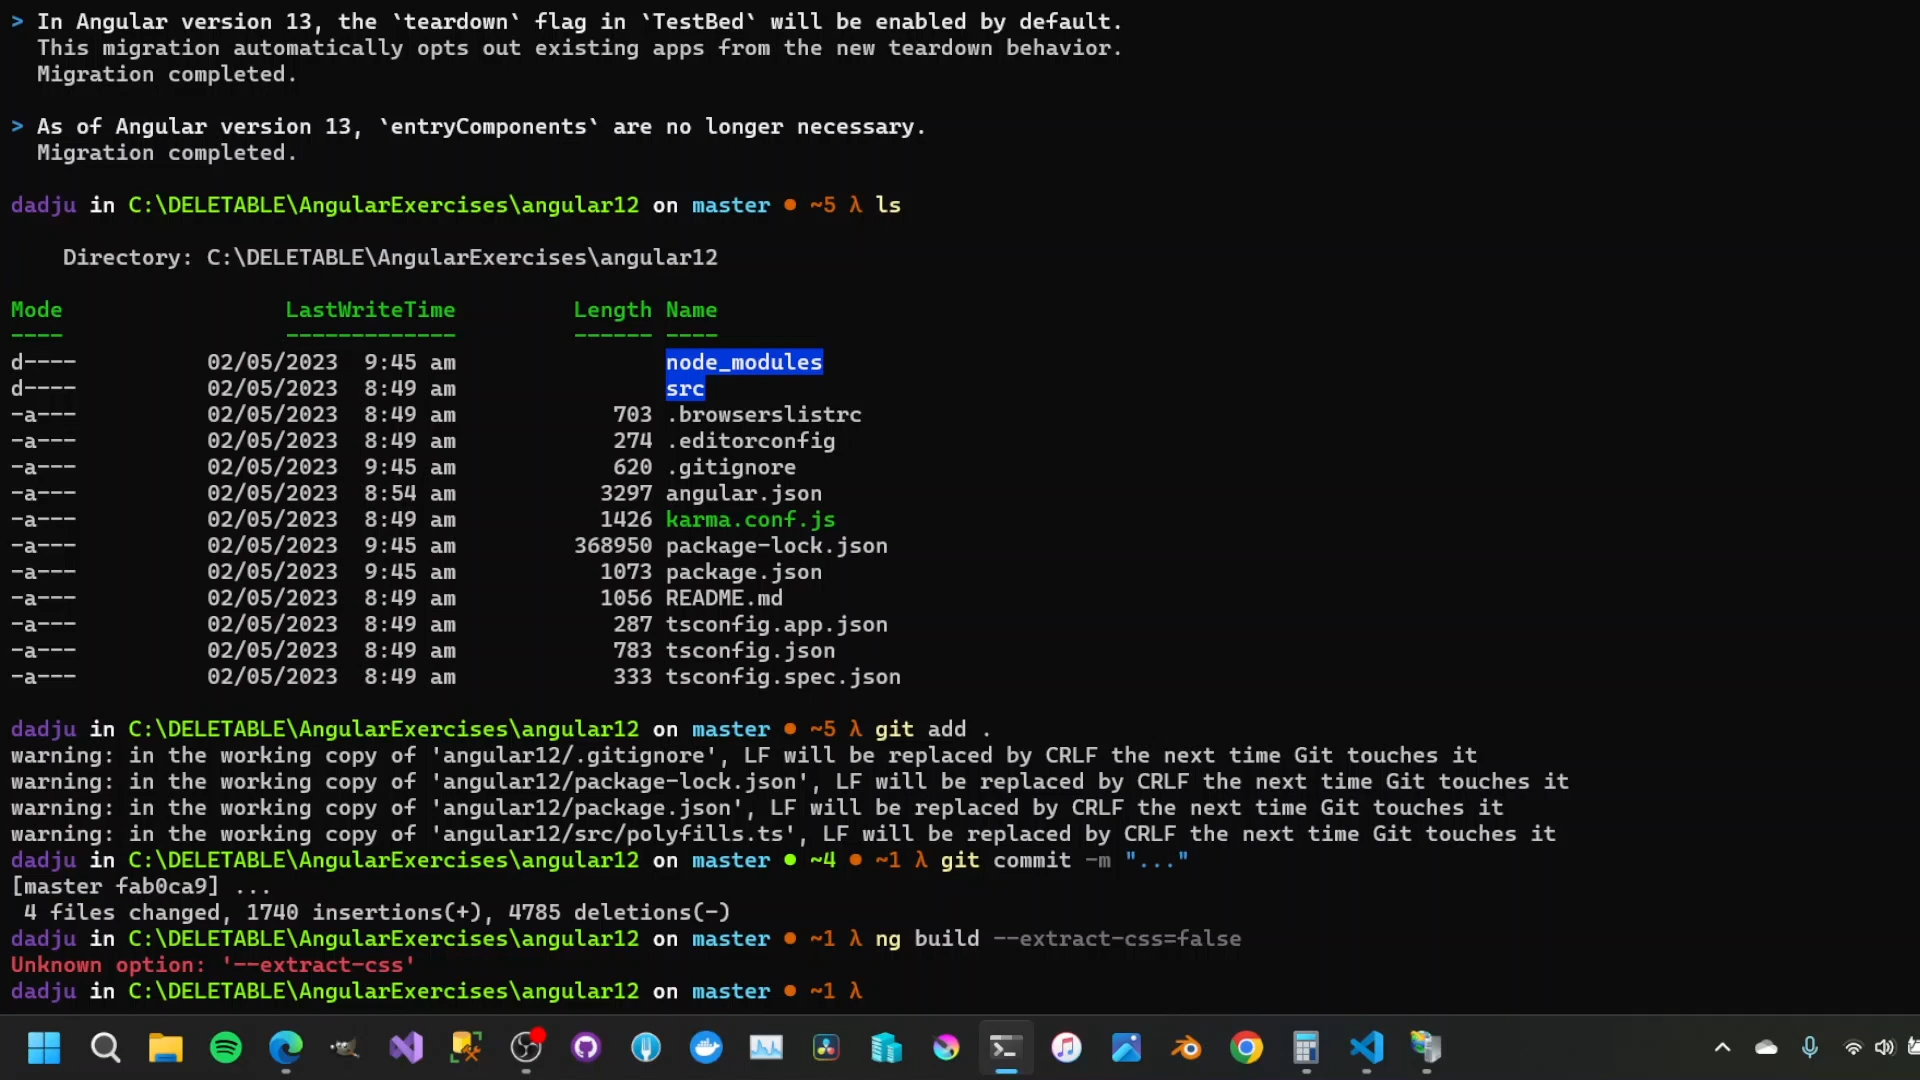 > In Angular version 13, the `teardown` flag in `TestBed` will be enabled by default.
This migration automatically opts out existing apps from the new teardown behavior.
Migration completed.
> As of Angular version 13, `entryComponents` are no longer necessary.
Migration completed.
dadju in C:\DELETABLE\AngularExercises\angular12 on master ● ~5 λ ls
Directory: C:\DELETABLE\AngularExercises\angular12
Mode LastWriteTime Length Name
---- ------------- ------ ----
d---- 02/05/2023 9:45 am node_modules
d---- 02/05/2023 8:49 am src
-a--- 02/05/2023 8:49 am 703 .browserslistrc
-a--- 02/05/2023 8:49 am 274 .editorconfig
-a--- 02/05/2023 9:45 am 620 .gitignore
-a--- 02/05/2023 8:54 am 3297 angular.json
-a--- 02/05/2023 8:49 am 1426 karma.conf.js
-a--- 02/05/2023 9:45 am 368950 package-lock.json
-a--- 02/05/2023 9:45 am 1073 package.json
-a--- 02/05/2023 8:49 am 1056 README.md
-a--- 02/05/2023 8:49 am 287 tsconfig.app.json
-a--- 02/05/2023 8:49 am 783 tsconfig.json
-a--- 02/05/2023 8:49 am 333 tsconfig.spec.json
dadju in C:\DELETABLE\AngularExercises\angular12 on master ● ~5 λ git add .
warning: in the working copy of 'angular12/.gitignore', LF will be replaced by CRLF the next time Git touches it
warning: in the working copy of 'angular12/package-lock.json', LF will be replaced by CRLF the next time Git touches it
warning: in the working copy of 'angular12/package.json', LF will be replaced by CRLF the next time Git touches it
warning: in the working copy of 'angular12/src/polyfills.ts', LF will be replaced by CRLF the next time Git touches it
dadju in C:\DELETABLE\AngularExercises\angular12 on master ● ~4 ● ~1 λ git commit -m "..."
[master fab0ca9] ...
4 files changed, 1740 insertions(+), 4785 deletions(-)
dadju in C:\DELETABLE\AngularExercises\angular12 on master ● ~1 λ ng build --extract-css=false
Unknown option: '--extract-css'
dadju in C:\DELETABLE\AngularExercises\angular12 on master ● ~1 λ